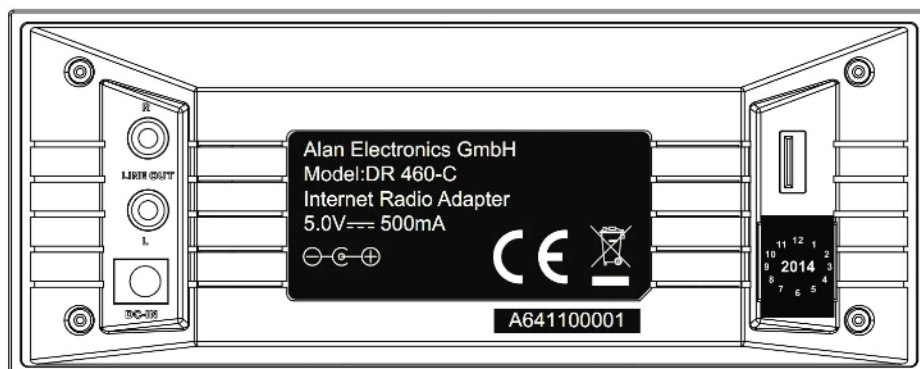 R
LINE OUT
L
DC-IN
Alan Electronics GmbH
Model:DR 460-C
Internet Radio Adapter
5.0V 500mA
CE
A641100001
12
11 1
10 2
9 2014 3
8 4
7 5
6